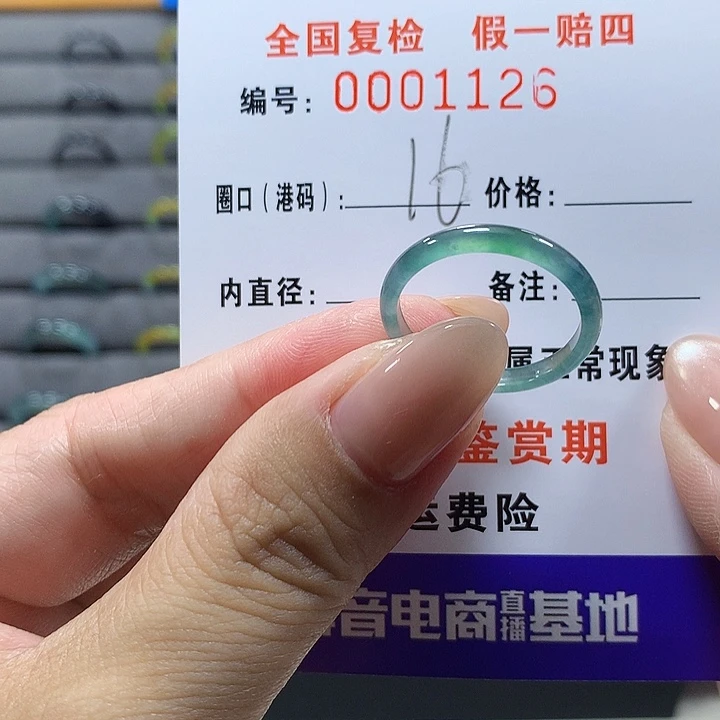 全国复检 假一赔四
编号: 0001126
圈口(港码): 16 价格:
内直径: 备注:
常现象
鉴赏期
运费险
音电商直播基地